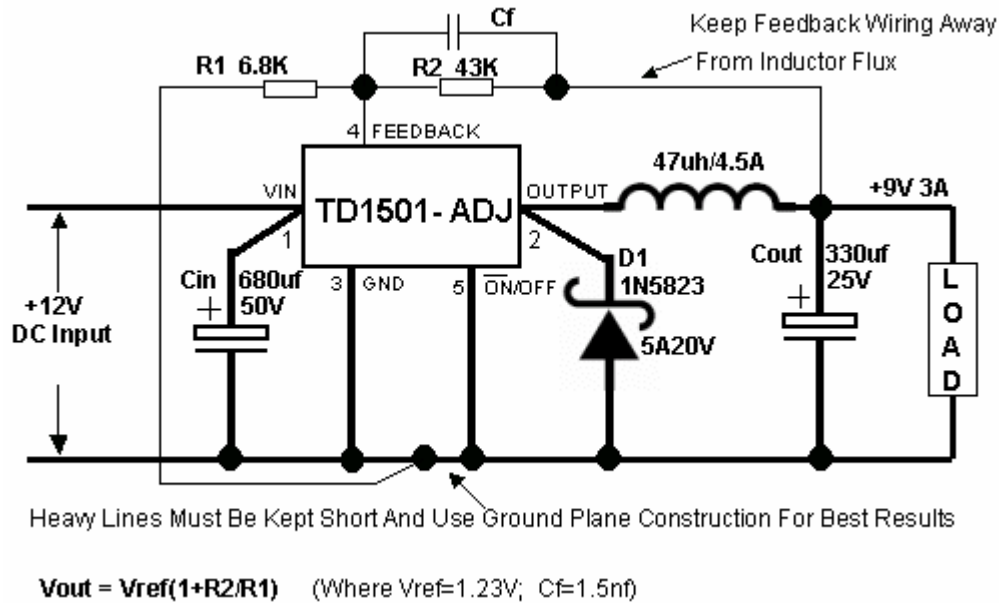 Cf
Keep Feedback Wiring Away
From Inductor Flux
R1 6.8K
R2 43K
4 FEEDBACK
47uh/4.5A
VIN
OUTPUT
+9V 3A
TD1501- ADJ
1
2
D1
1N5823
Cin
680uf
50V
3 GND
5 ON/OFF
Cout
330uf
25V
+
+
+12V
DC Input
5A20V
LOAD
Heavy Lines Must Be Kept Short And Use Ground Plane Construction For Best Results
Vout = Vref(1+R2/R1) (Where Vref=1.23V; Cf=1.5nf)